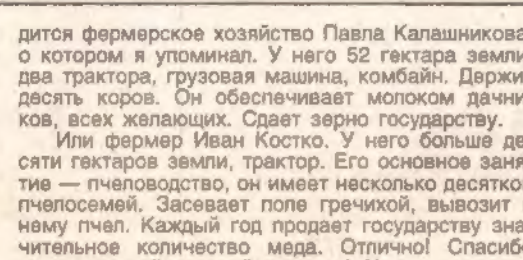 дится фермерское хозяйство Павла Калашникова
о котором я упоминал. У него 52 гектара земли
два трактора, грузовая машина, комбайн. Держи
десять коров. Он обеспечивает молоком дачни
ков, всех желающих. Сдает зерно государству.
Или фермер Иван Костко. У него больше де
сяти гектаров земли, трактор. Его основное заня
тие — пчеловодство, он имеет несколько десятко
пчелосемей. Засевает поле гречихой, вывозит
нему пчел. Каждый год продает государству зна
чительное количество меда. Отлично! Спасиб